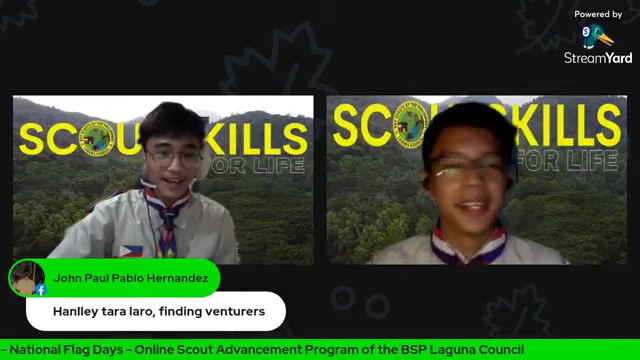 Powered by
StreamYard
SCOUT SKILLS
FOR LIFE
SCOUT SKILLS
FOR LIFE
John Paul Pablo Hernandez
Hanlley tara laro, finding venturers
– National Flag Days – Online Scout Advancement Program of the BSP Laguna Council